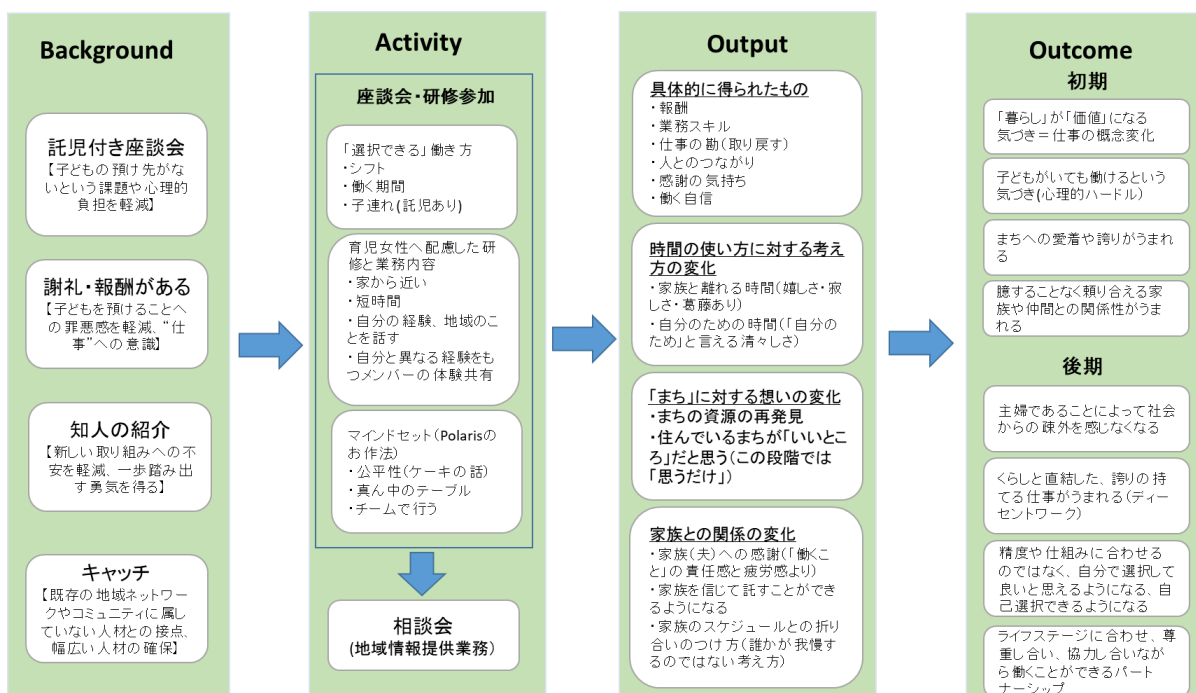 Background
託児付き座談会
【子どもの預け先がな
いという課題や心理的
負担を軽減】
謝礼・報酬がある
【子どもを預けることへ
の罪悪感を軽減、“仕
事”への意識】
知人の紹介
【新しい取り組みへの不
安を軽減、一歩踏み出
す勇気を得る】
キャッチ
【既存の地域ネットワー
クやコミュニティに属し
ていない人材との接点、
幅広い人材の確保】
Activity
座談会・研修参加
「選択できる」働き方
・シフト
・働く期間
・子連れ(託児あり)
育児女性へ配慮した研
修と業務内容
・家から近い
・短時間
・自分の経験、地域のこ
とを話す
・自分と異なる経験をも
つメンバーの体験共有
マインドセット(Polarisの
お作法)
・公平性(ケーキの話)
・真ん中のテーブル
・チームで行う
相談会
(地域情報提供業務)
Output
具体的に得られたもの
・報酬
・業務スキル
・仕事の勘(取り戻す)
・人とのつながり
・感謝の気持ち
・働く自信
時間の使い方に対する考え
方の変化
・家族と離れる時間(嬉しさ・寂
しさ・葛藤あり)
・自分のための時間(「自分の
ため」と言える清々しさ)
「まち」に対する想いの変化
・まちの資源の再発見
・住んでいるまちが「いいとこ
ろ」だと思う(この段階では
「思うだけ」)
家族との関係の変化
・家族(夫)への感謝(「働くこ
と」の責任感と疲労感より)
・家族を信じて託すことができ
るようになる
・家族のスケジュールとの折り
合いのつけ方(誰かが我慢す
るのではない考え方)
Outcome
初期
「暮らし」が「価値」になる
気づき＝仕事の概念変化
子どもがいても働けるという
気づき(心理的ハードル)
まちへの愛着や誇りがうまれ
る
臆することなく頼り合える家
族や仲間との関係性がうま
れる
後期
主婦であることによって社会
からの疎外を感じなくなる
くらしと直結した、誇りの持
てる仕事がうまれる(ディー
セントワーク)
精度や仕組みに合わせる
のではなく、自分で選択して
良いと思えるようになる、自
己選択できるようになる
ライフステージに合わせ、尊
重し合い、協力し合いなが
ら働くことができるパート
ナーシップ